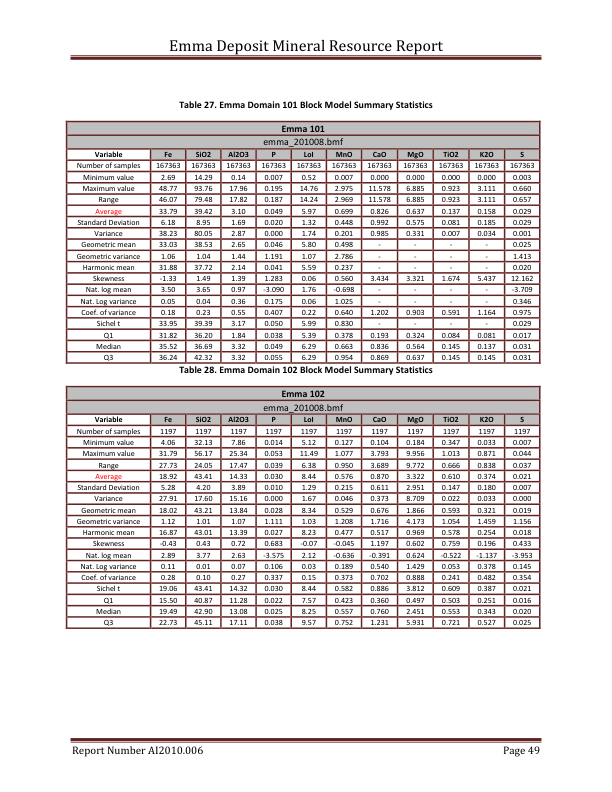 Emma Deposit Mineral Resource Report
Table 27. Emma Domain 101 Block Model Summary Statistics
Emma 101
emma_201008.bmf
Variable Fe SiO2 Al2O3 P LoI MnO CaO MgO TiO2 K2O S
Number of samples 167363 167363 167363 167363 167363 167363 167363 167363 167363 167363 167363
Minimum value 2.69 14.29 0.14 0.007 0.52 0.007 0.000 0.000 0.000 0.000 0.003
Maximum value 48.77 93.76 17.96 0.195 14.76 2.975 11.578 6.885 0.923 3.111 0.660
Range 46.07 79.48 17.82 0.187 14.24 2.969 11.578 6.885 0.923 3.111 0.657
Average 33.79 39.42 3.10 0.049 5.97 0.699 0.826 0.637 0.137 0.158 0.029
Standard Deviation 6.18 8.95 1.69 0.020 1.32 0.448 0.992 0.575 0.081 0.185 0.029
Variance 38.23 80.05 2.87 0.000 1.74 0.201 0.985 0.331 0.007 0.034 0.001
Geometric mean 33.03 38.53 2.65 0.046 5.80 0.498 - - - - 0.025
Geometric variance 1.06 1.04 1.44 1.191 1.07 2.786 - - - - 1.413
Harmonic mean 31.88 37.72 2.14 0.041 5.59 0.237 - - - - 0.020
Skewness -1.33 1.49 1.39 1.283 0.06 0.560 3.434 3.321 1.674 5.437 12.162
Nat. log mean 3.50 3.65 0.97 -3.090 1.76 -0.698 - - - - -3.709
Nat. Log variance 0.05 0.04 0.36 0.175 0.06 1.025 - - - - 0.346
Coef. of variance 0.18 0.23 0.55 0.407 0.22 0.640 1.202 0.903 0.591 1.164 0.975
Sichel t 33.95 39.39 3.17 0.050 5.99 0.830 - - - - 0.029
Q1 31.82 36.20 1.84 0.038 5.39 0.378 0.193 0.324 0.084 0.081 0.017
Median 35.52 36.69 3.32 0.049 6.29 0.663 0.836 0.564 0.145 0.137 0.031
Q3 36.24 42.32 3.32 0.055 6.29 0.954 0.869 0.637 0.145 0.145 0.031
Table 28. Emma Domain 102 Block Model Summary Statistics
Emma 102
emma_201008.bmf
Variable Fe SiO2 Al2O3 P LoI MnO CaO MgO TiO2 K2O S
Number of samples 1197 1197 1197 1197 1197 1197 1197 1197 1197 1197 1197
Minimum value 4.06 32.13 7.86 0.014 5.12 0.127 0.104 0.184 0.347 0.033 0.007
Maximum value 31.79 56.17 25.34 0.053 11.49 1.077 3.793 9.956 1.013 0.871 0.044
Range 27.73 24.05 17.47 0.039 6.38 0.950 3.689 9.772 0.666 0.838 0.037
Average 18.92 43.41 14.33 0.030 8.44 0.576 0.870 3.322 0.610 0.374 0.021
Standard Deviation 5.28 4.20 3.89 0.010 1.29 0.215 0.611 2.951 0.147 0.180 0.007
Variance 27.91 17.60 15.16 0.000 1.67 0.046 0.373 8.709 0.022 0.033 0.000
Geometric mean 18.02 43.21 13.84 0.028 8.34 0.529 0.676 1.866 0.593 0.321 0.019
Geometric variance 1.12 1.01 1.07 1.111 1.03 1.208 1.716 4.173 1.054 1.459 1.156
Harmonic mean 16.87 43.01 13.39 0.027 8.23 0.477 0.517 0.969 0.578 0.254 0.018
Skewness -0.43 0.43 0.72 0.683 -0.07 -0.045 1.197 0.602 0.759 0.196 0.433
Nat. log mean 2.89 3.77 2.63 -3.575 2.12 -0.636 -0.391 0.624 -0.522 -1.137 -3.953
Nat. Log variance 0.11 0.01 0.07 0.106 0.03 0.189 0.540 1.429 0.053 0.378 0.145
Coef. of variance 0.28 0.10 0.27 0.337 0.15 0.373 0.702 0.888 0.241 0.482 0.354
Sichel t 19.06 43.41 14.32 0.030 8.44 0.582 0.886 3.812 0.609 0.387 0.021
Q1 15.50 40.87 11.28 0.022 7.57 0.423 0.360 0.497 0.503 0.251 0.016
Median 19.49 42.90 13.08 0.025 8.25 0.557 0.760 2.451 0.553 0.343 0.020
Q3 22.73 45.11 17.11 0.038 9.57 0.752 1.231 5.931 0.721 0.527 0.025
Report Number AI2010.006 Page 49